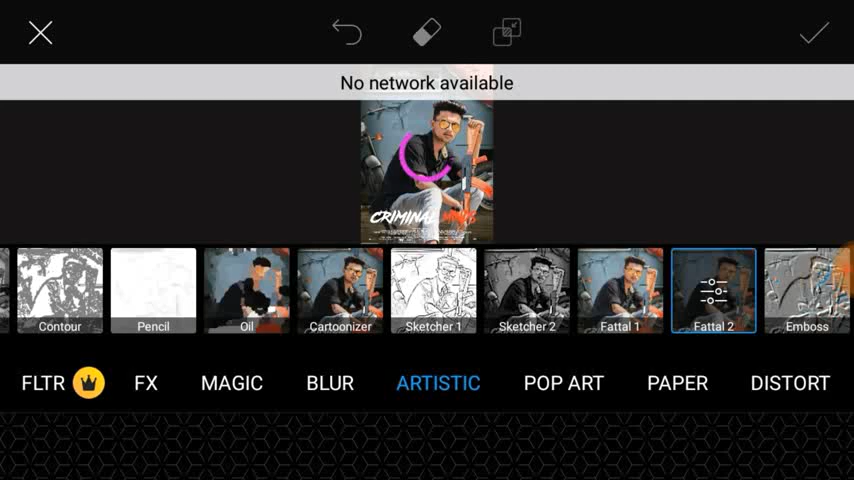 No network available
CRIMINAL
Contour
Pencil
Oil
Cartoonizer
Sketcher 1
Sketcher 2
Fattal 1
Fattal 2
Emboss
FLTR
FX
MAGIC
BLUR
ARTISTIC
POP ART
PAPER
DISTORT